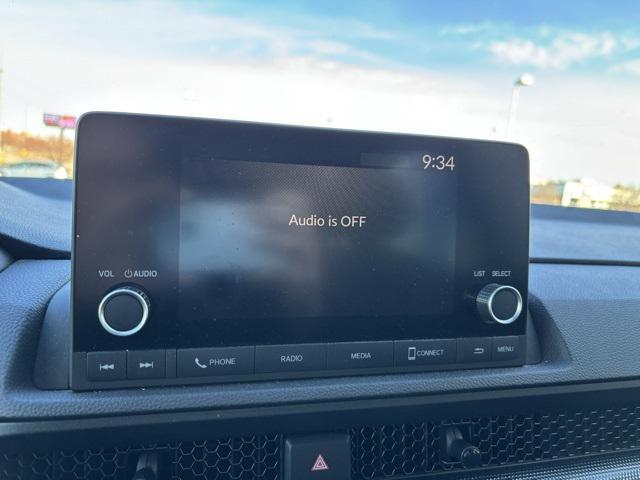 9:34
Audio is OFF
VOL AUDIO
LIST SELECT
PHONE RADIO MEDIA CONNECT MENU